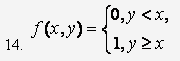 14. f(x,y) = {0, y < x,
1, y ≥ x